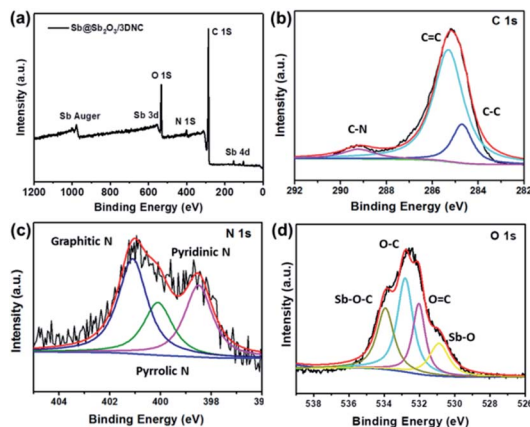 (a)
Sb@Sb₂O₃/3DNC
C 1S
O 1S
Sb Auger
Sb 3d
N 1S
Sb 4d
Intensity (a.u.)
1200 1000 800 600 400 200 0
Binding Energy (eV)
(b)
C 1s
C=C
C-C
C-N
Intensity (a.u.)
292 290 288 286 284 282
Binding Energy (eV)
(c)
N 1s
Graphitic N
Pyridinic N
Pyrrolic N
Intensity (a.u.)
404 402 400 398 39
Binding Energy (eV)
(d)
O 1s
O-C
Sb-O-C
O=C
Sb-O
Intensity (a.u.)
538 536 534 532 530 528 526
Binding Energy (eV)